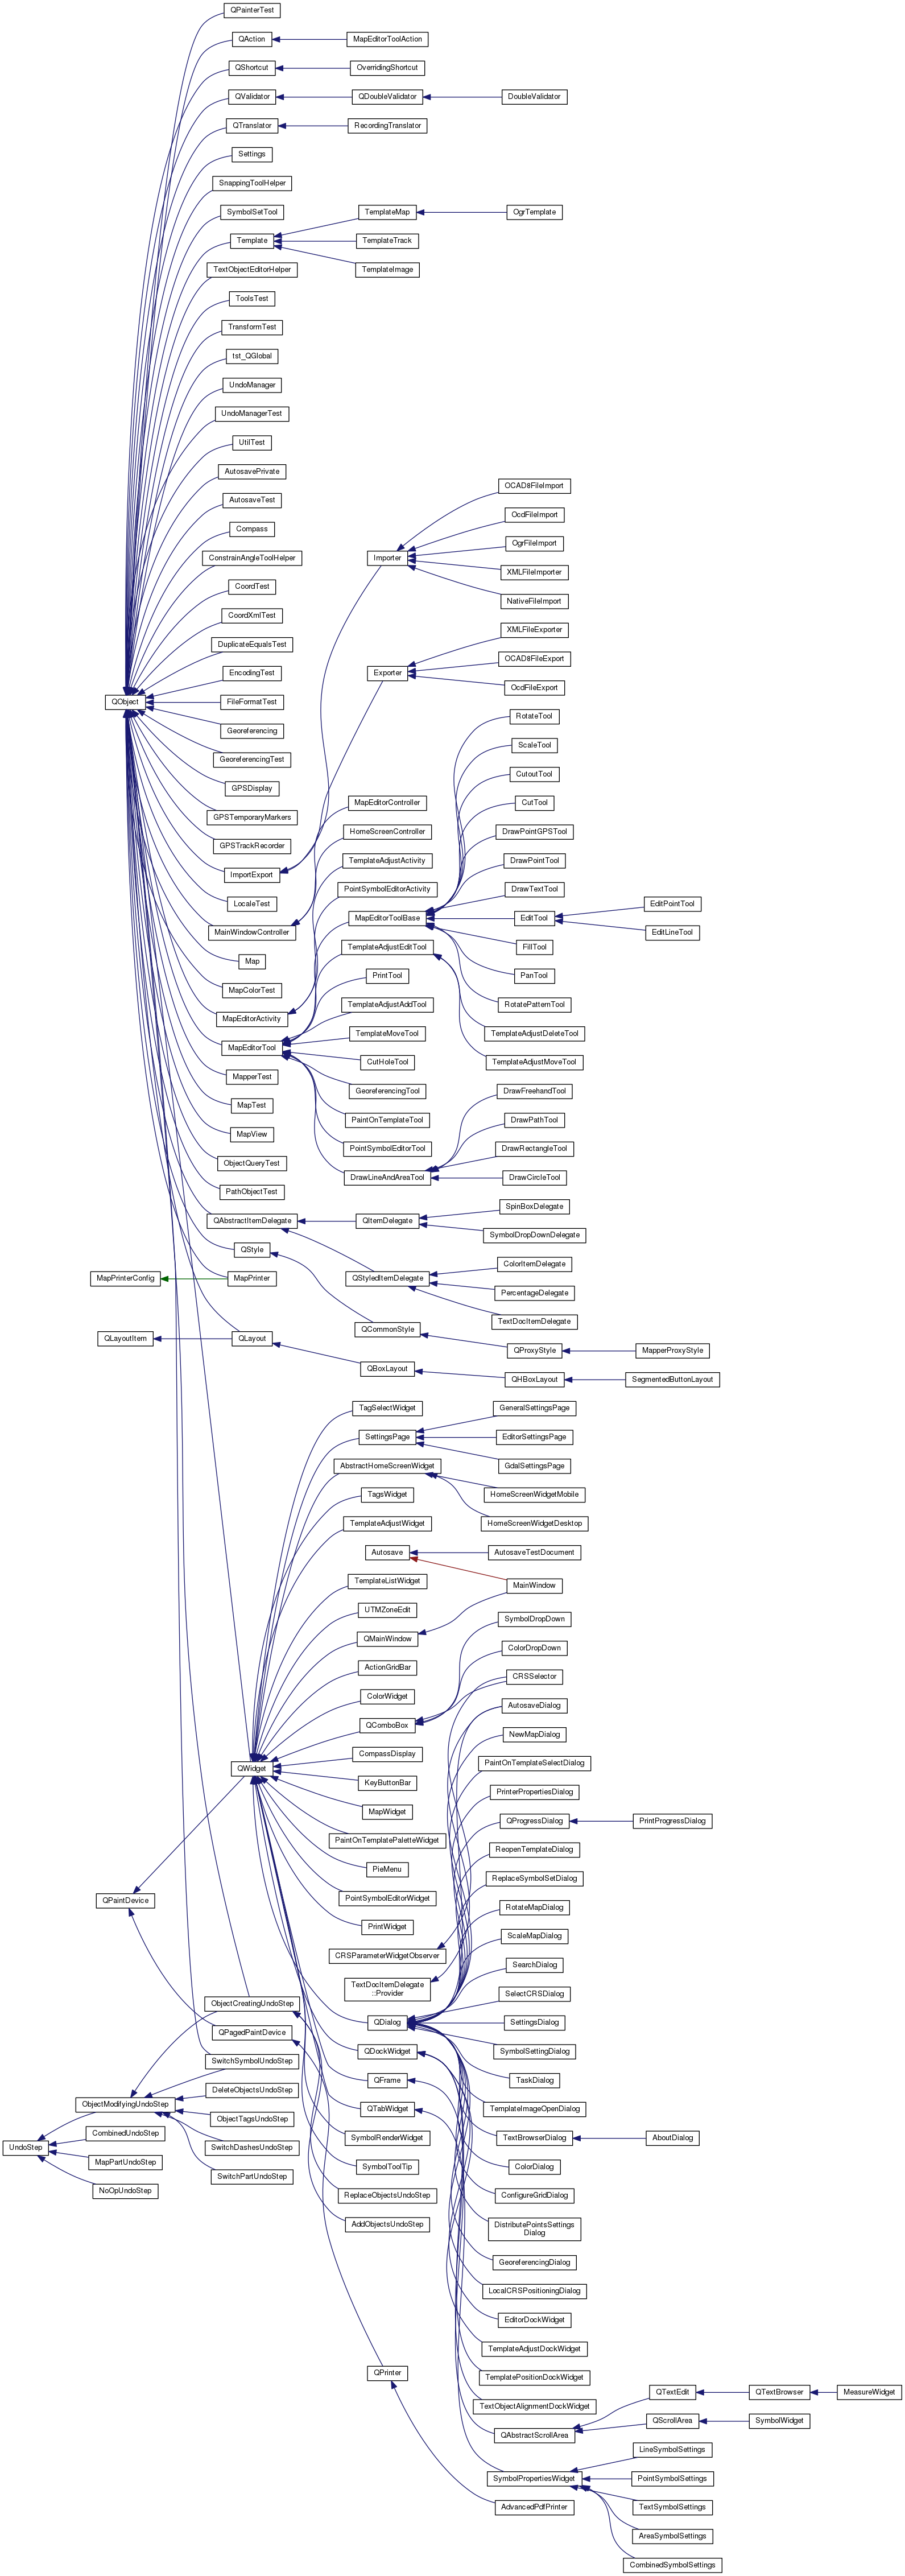 QPainterTest
QAction
MapEditorToolAction
QShortcut
OverridingShortcut
QValidator
QDoubleValidator
DoubleValidator
QTranslator
RecordingTranslator
Settings
SnappingToolHelper
SymbolSetTool
TemplateMap
OgrTemplate
Template
TemplateTrack
TextObjectEditorHelper
TemplateImage
ToolsTest
TransformTest
tst_QGlobal
UndoManager
UndoManagerTest
UtilTest
AutosavePrivate
OCAD8FileImport
AutosaveTest
OcdFileImport
Compass
OgrFileImport
ConstrainAngleToolHelper
Importer
XMLFileImporter
CoordTest
NativeFileImport
CoordXmlTest
XMLFileExporter
DuplicateEqualsTest
OCAD8FileExport
EncodingTest
Exporter
OcdFileExport
QObject
FileFormatTest
RotateTool
Georeferencing
ScaleTool
GeoreferencingTest
CutoutTool
GPSDisplay
MapEditorController
CutTool
GPSTemporaryMarkers
HomeScreenController
DrawPointGPSTool
GPSTrackRecorder
TemplateAdjustActivity
DrawPointTool
ImportExport
PointSymbolEditorActivity
DrawTextTool
LocaleTest
MapEditorToolBase
EditTool
EditPointTool
MainWindowController
EditLineTool
TemplateAdjustEditTool
FillTool
Map
PrintTool
PanTool
MapColorTest
TemplateAdjustAddTool
RotatePatternTool
MapEditorActivity
TemplateMoveTool
TemplateAdjustDeleteTool
MapEditorTool
CutHoleTool
TemplateAdjustMoveTool
MapperTest
GeoreferencingTool
DrawFreehandTool
MapTest
PaintOnTemplateTool
DrawPathTool
MapView
PointSymbolEditorTool
DrawRectangleTool
ObjectQueryTest
DrawLineAndAreaTool
DrawCircleTool
PathObjectTest
SpinBoxDelegate
QAbstractItemDelegate
QItemDelegate
SymbolDropDownDelegate
QStyle
ColorItemDelegate
MapPrinterConfig
MapPrinter
QStyledItemDelegate
PercentageDelegate
TextDocItemDelegate
QCommonStyle
QLayoutItem
QLayout
QProxyStyle
MapperProxyStyle
QBoxLayout
QHBoxLayout
SegmentedButtonLayout
TagSelectWidget
GeneralSettingsPage
SettingsPage
EditorSettingsPage
AbstractHomeScreenWidget
GdalSettingsPage
TagsWidget
HomeScreenWidgetMobile
TemplateAdjustWidget
HomeScreenWidgetDesktop
Autosave
AutosaveTestDocument
TemplateListWidget
MainWindow
UTMZoneEdit
SymbolDropDown
QMainWindow
ColorDropDown
ActionGridBar
CRSSelector
ColorWidget
AutosaveDialog
QComboBox
NewMapDialog
CompassDisplay
PaintOnTemplateSelectDialog
QWidget
KeyButtonBar
PrinterPropertiesDialog
MapWidget
QProgressDialog
PrintProgressDialog
PaintOnTemplatePaletteWidget
ReopenTemplateDialog
PieMenu
ReplaceSymbolSetDialog
QPaintDevice
PointSymbolEditorWidget
RotateMapDialog
PrintWidget
ScaleMapDialog
CRSParameterWidgetObserver
SearchDialog
TextDocItemDelegate
::Provider
SelectCRSDialog
ObjectCreatingUndoStep
QDialog
SettingsDialog
QPagedPaintDevice
QDockWidget
SymbolSettingDialog
SwitchSymbolUndoStep
QFrame
TaskDialog
DeleteObjectsUndoStep
ObjectModifyingUndoStep
QTabWidget
TemplateImageOpenDialog
ObjectTagsUndoStep
CombinedUndoStep
SymbolRenderWidget
TextBrowserDialog
AboutDialog
UndoStep
SwitchDashesUndoStep
MapPartUndoStep
SymbolToolTip
ColorDialog
SwitchPartUndoStep
NoOpUndoStep
ReplaceObjectsUndoStep
ConfigureGridDialog
AddObjectsUndoStep
DistributePointsSettings
Dialog
GeoreferencingDialog
LocalCRSPositioningDialog
EditorDockWidget
TemplateAdjustDockWidget
QPrinter
TemplatePositionDockWidget
QTextEdit
QTextBrowser
MeasureWidget
TextObjectAlignmentDockWidget
QScrollArea
SymbolWidget
QAbstractScrollArea
LineSymbolSettings
SymbolPropertiesWidget
PointSymbolSettings
AdvancedPdfPrinter
TextSymbolSettings
AreaSymbolSettings
CombinedSymbolSettings